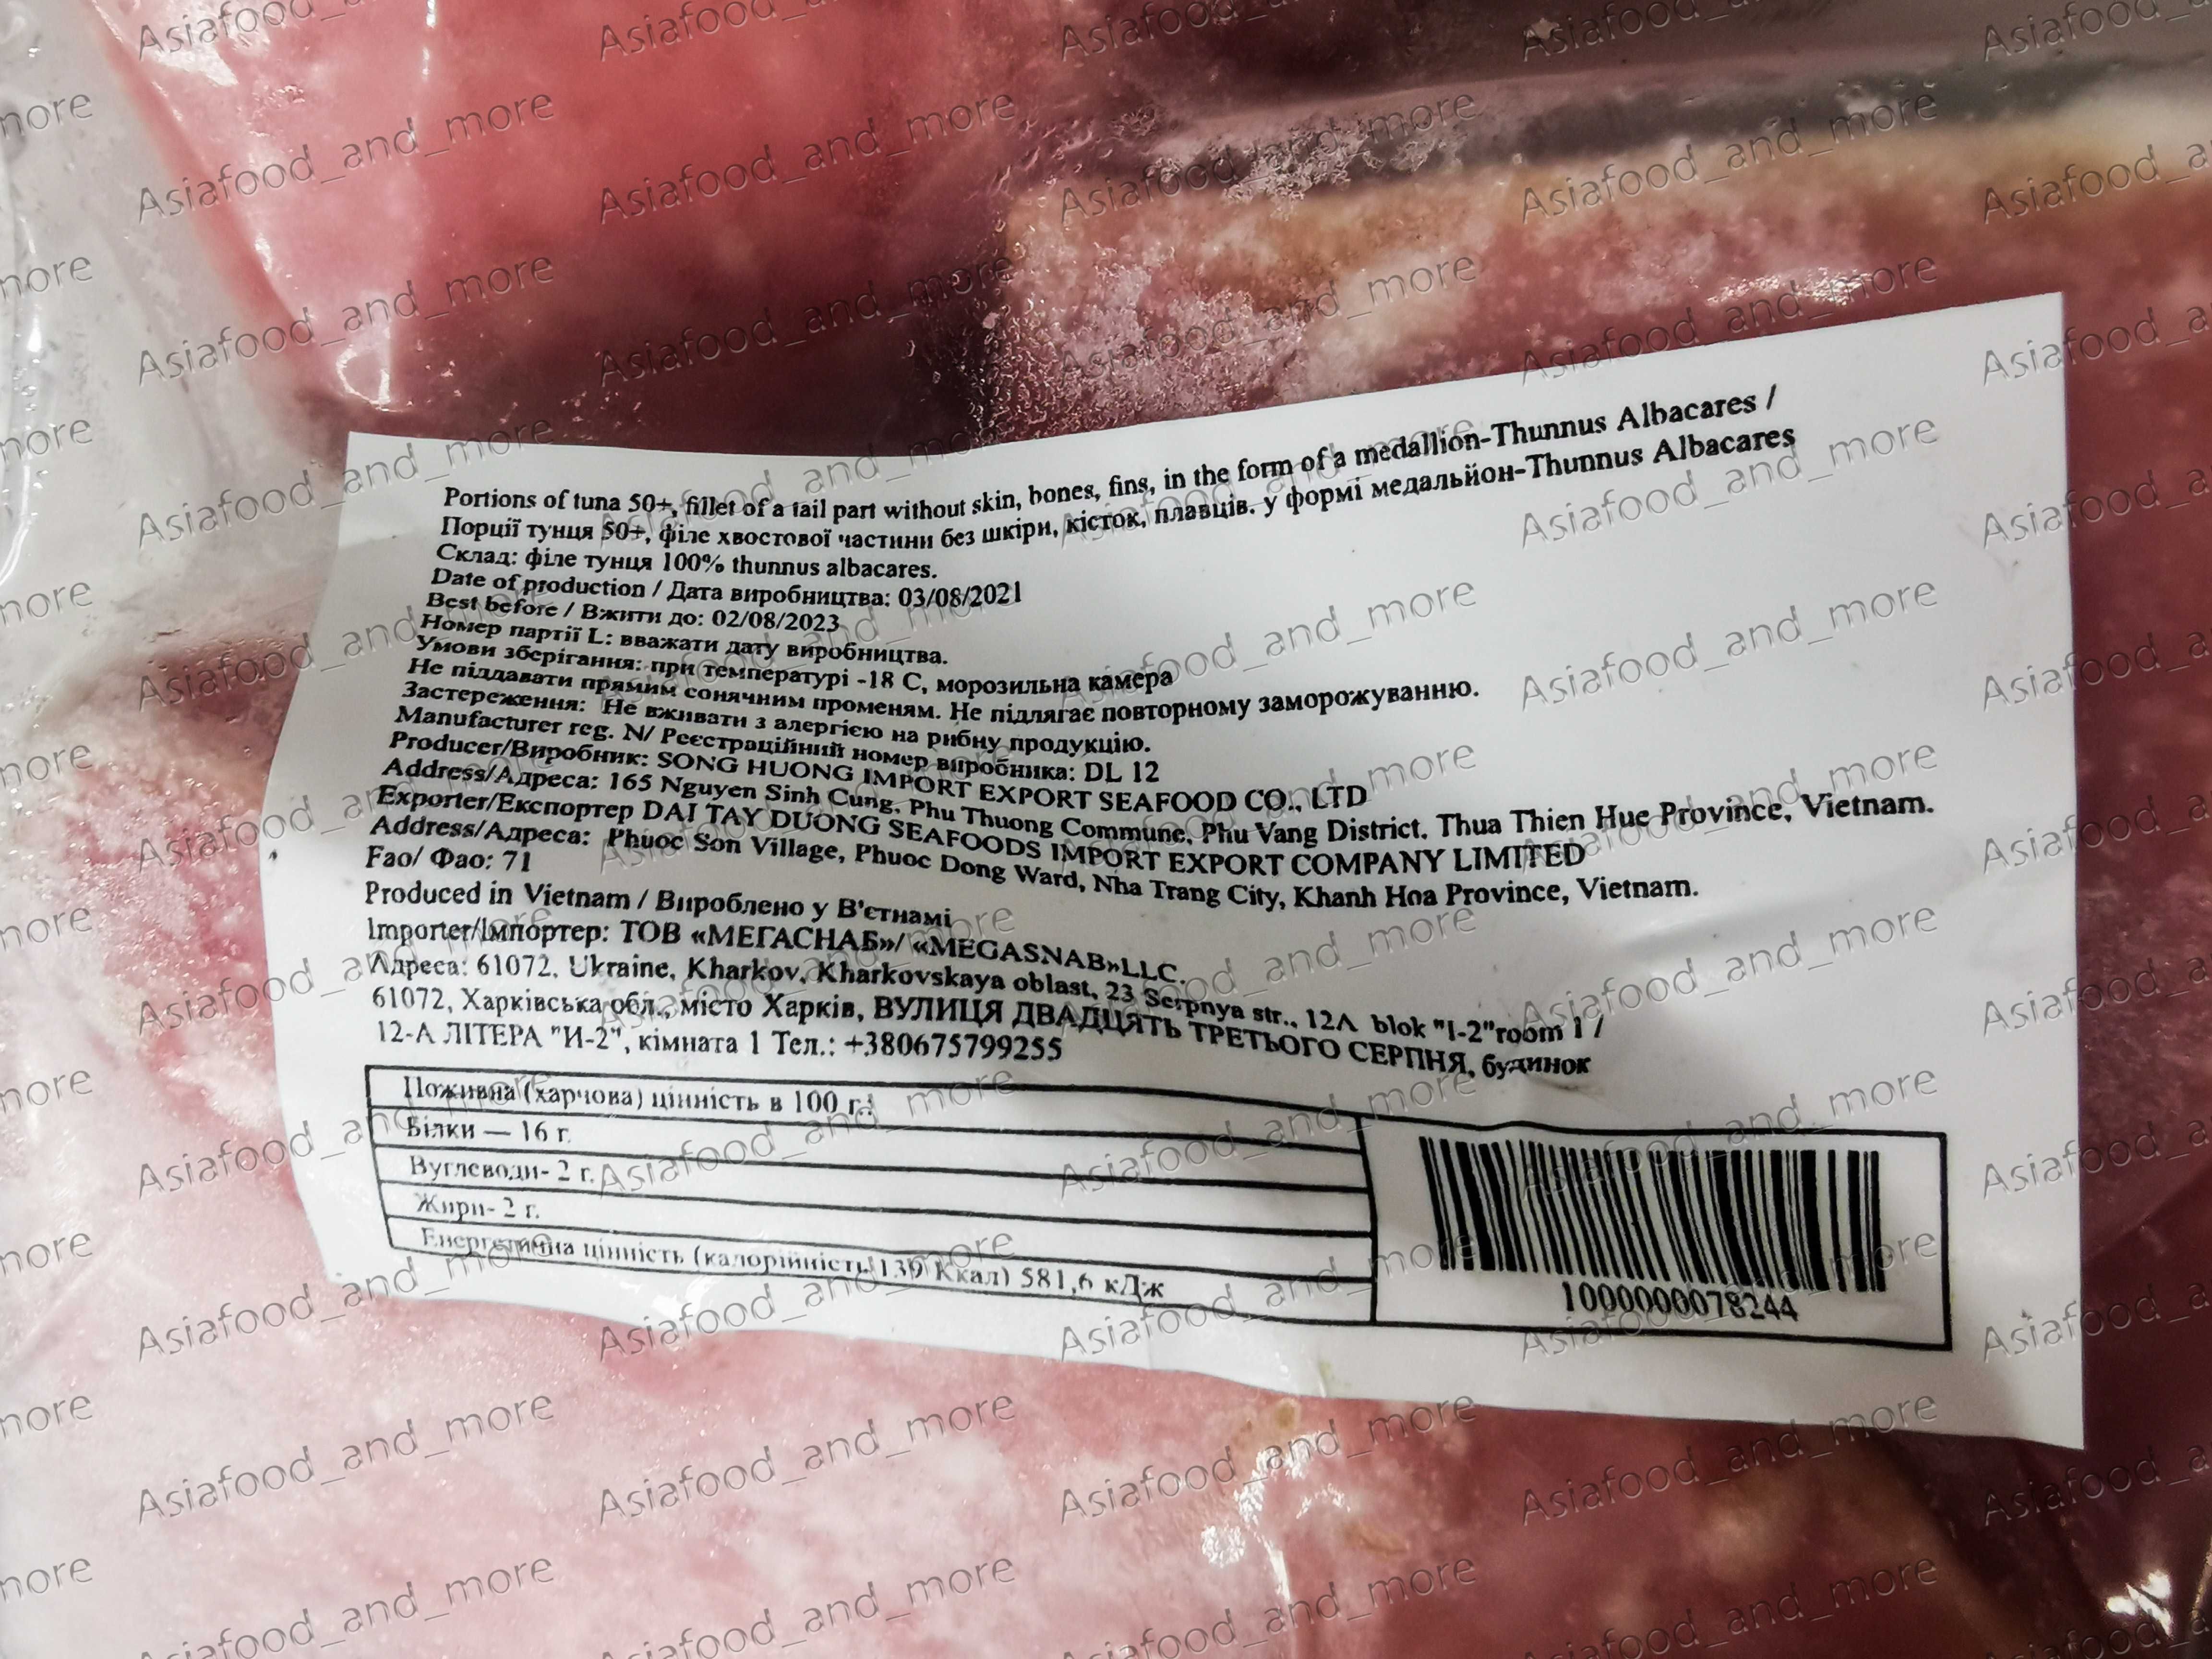 Portions of tuna 50+, fillet of a tail part without skin, bones, fins, in the form of a medallion-Thunnus Albacares /
Порції тунця 50+, філе хвостової частини без шкіри, кісток, плавців. у формі медальйон-Thunnus Albacares
Склад: філе тунця 100% thunnus albacares.
Date of production / Дата виробництва: 03/08/2021
Best before / Вжити до: 02/08/2023
Номер партії L: вважати дату виробництва.
Умови зберігання: при температурі -18 С, морозильна камера
Не піддавати прямим сонячним променям. Не підлягає повторному заморожуванню.
Застереження: Не вживати з алергією на рибну продукцію.
Manufacturer reg. N/ Реєстраційний номер виробника: DL 12
Producer/Виробник: SONG HUONG IMPORT EXPORT SEAFOOD CO., LTD
Address/Адреса: 165 Nguyen Sinh Cung, Phu Thuong Commune, Phu Vang District, Thua Thien Hue Province, Vietnam.
Exporter/Експортер DAI TAY DUONG SEAFOODS IMPORT EXPORT COMPANY LIMITED
Address/Адреса: Phuoc Son Village, Phuoc Dong Ward, Nha Trang City, Khanh Hoa Province, Vietnam.
Fao/ Фао: 71
Produced in Vietnam / Вироблено у В'єтнамі
Importer/Імпортер: ТОВ «МЕГАСНАБ»/ «MEGASNAB»LLC.
Адреса: 61072, Ukraine, Kharkov, Kharkovskaya oblast, 23 Serpnya str., 12A blok "I-2"room 1 /
61072, Харківська обл., місто Харків, ВУЛИЦЯ ДВАДЦЯТЬ ТРЕТЬОГО СЕРПНЯ, будинок
12-А ЛІТЕРА "И-2", кімната 1 Тел.: +380675799255
Поживна (харчова) цінність в 100 г.:
Білки — 16 г.
Вуглеводи- 2 г.
Жири- 2 г.
Енергетична цінність (калорійність 139 Ккал) 581,6 кДж
1000000078244
Asiafood_and_more